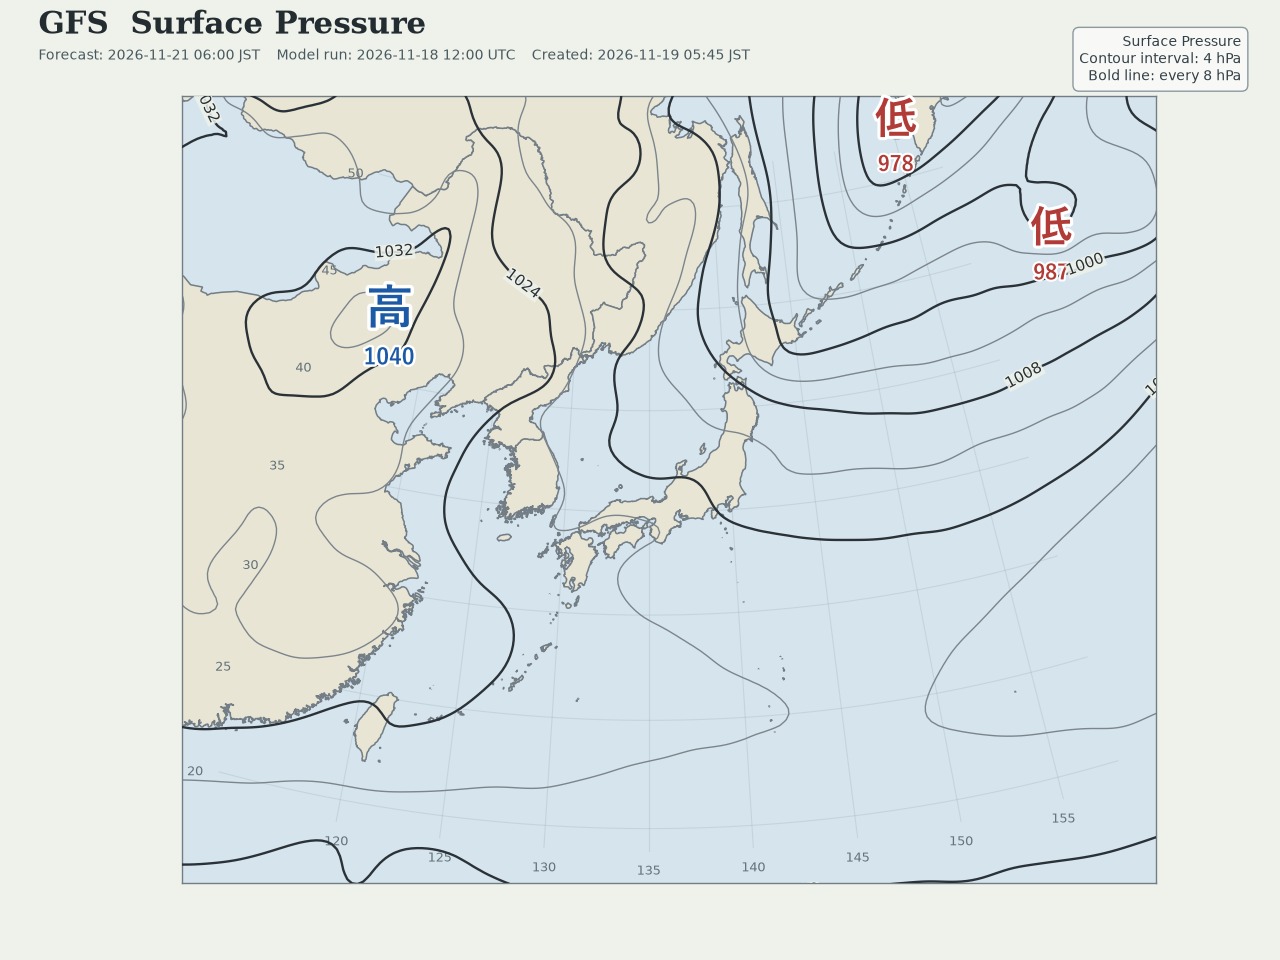 GFS  Surface Pressure
Forecast: 2026-11-21 06:00 JST    Model run: 2026-11-18 12:00 UTC    Created: 2026-11-19 05:45 JST
Surface Pressure
Contour interval: 4 hPa
Bold line: every 8 hPa
低
978
50
低
987
1000
1032
45
1024
高
1040
40
1008
35
30
25
20
120
125
130
135
140
145
150
155